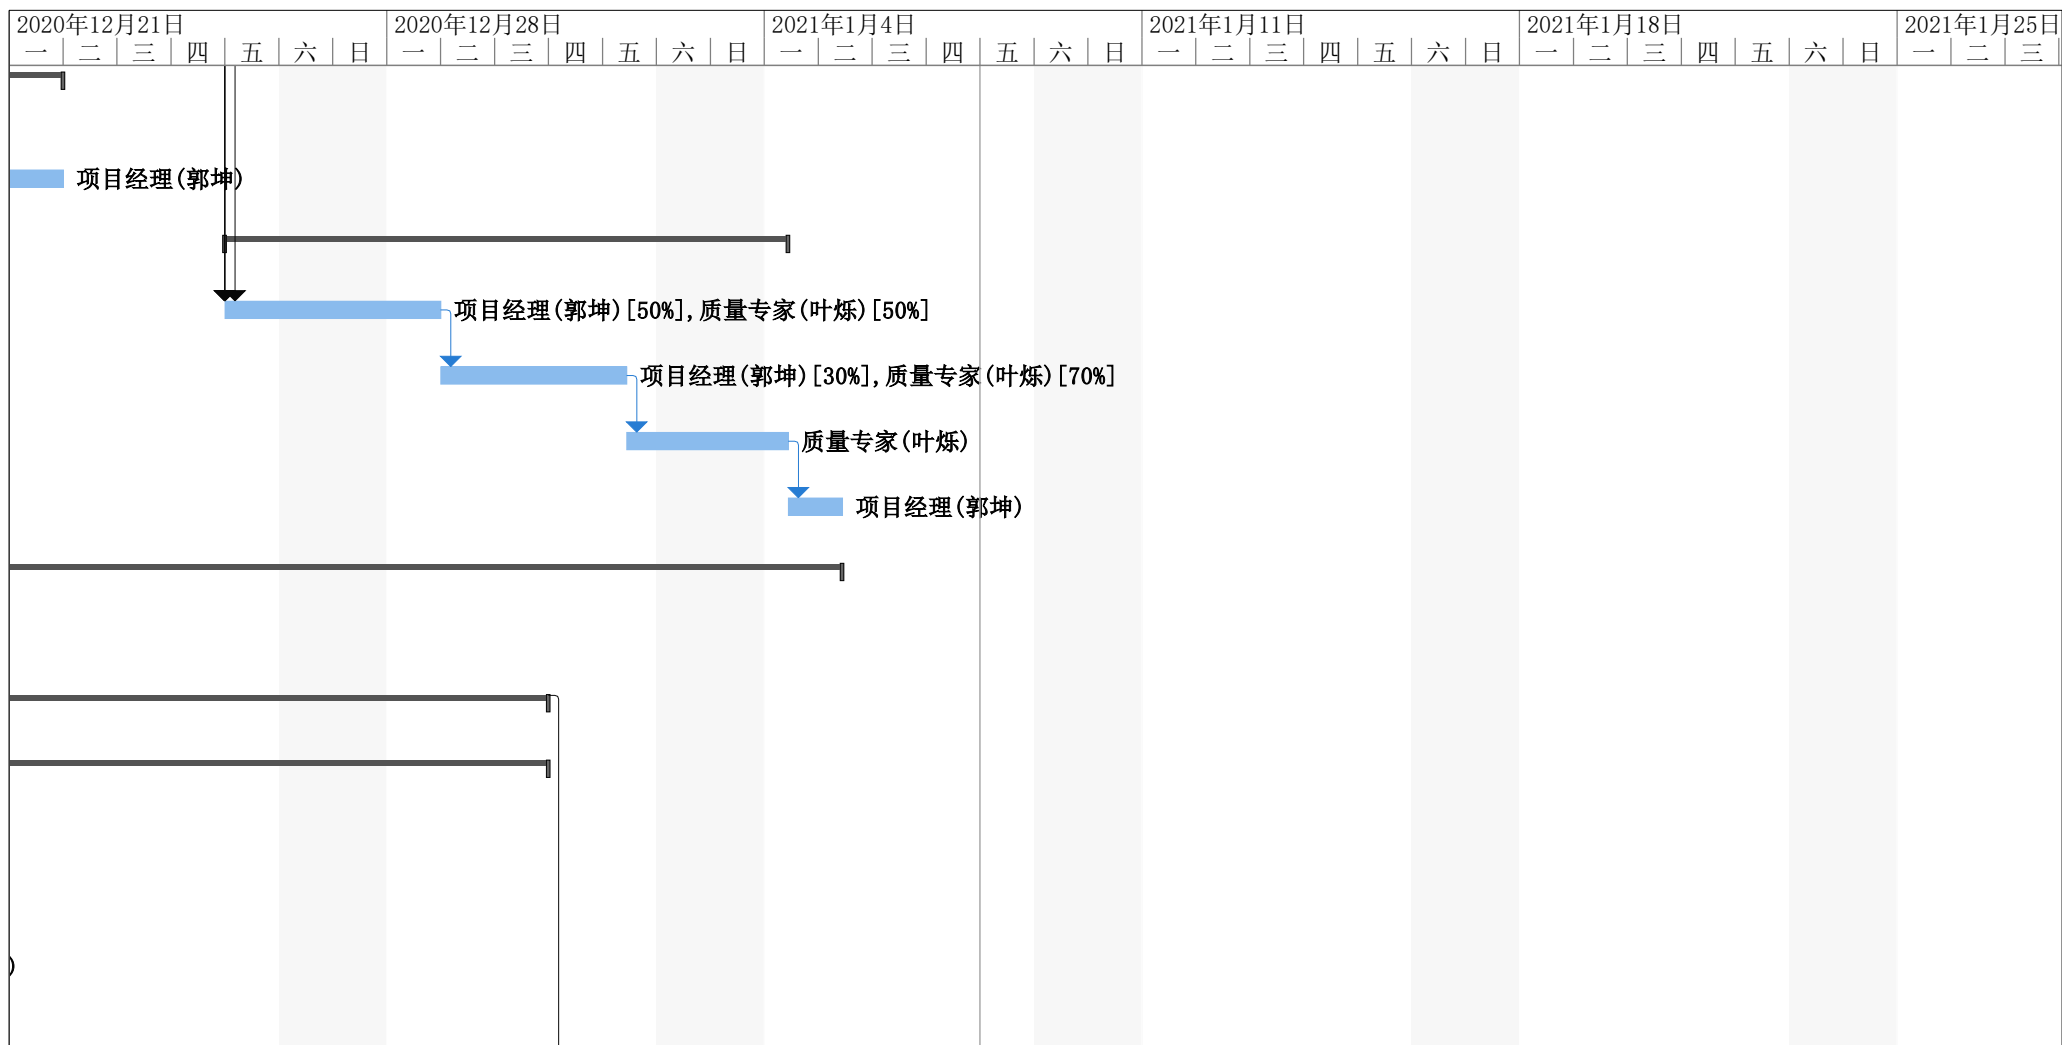 2020年12月21日 2020年12月28日 2021年1月4日 2021年1月11日 2021年1月18日 2021年1月25日
一 二 三 四 五 六 日 一 二 三 四 五 六 日 一 二 三 四 五 六 日 一 二 三 四 五 六 日 一 二 三 四 五 六 日 一 二 三
项目经理(郭坤)
项目经理(郭坤)[50%],质量专家(叶烁)[50%]
项目经理(郭坤)[30%],质量专家(叶烁)[70%]
质量专家(叶烁)
项目经理(郭坤)
)